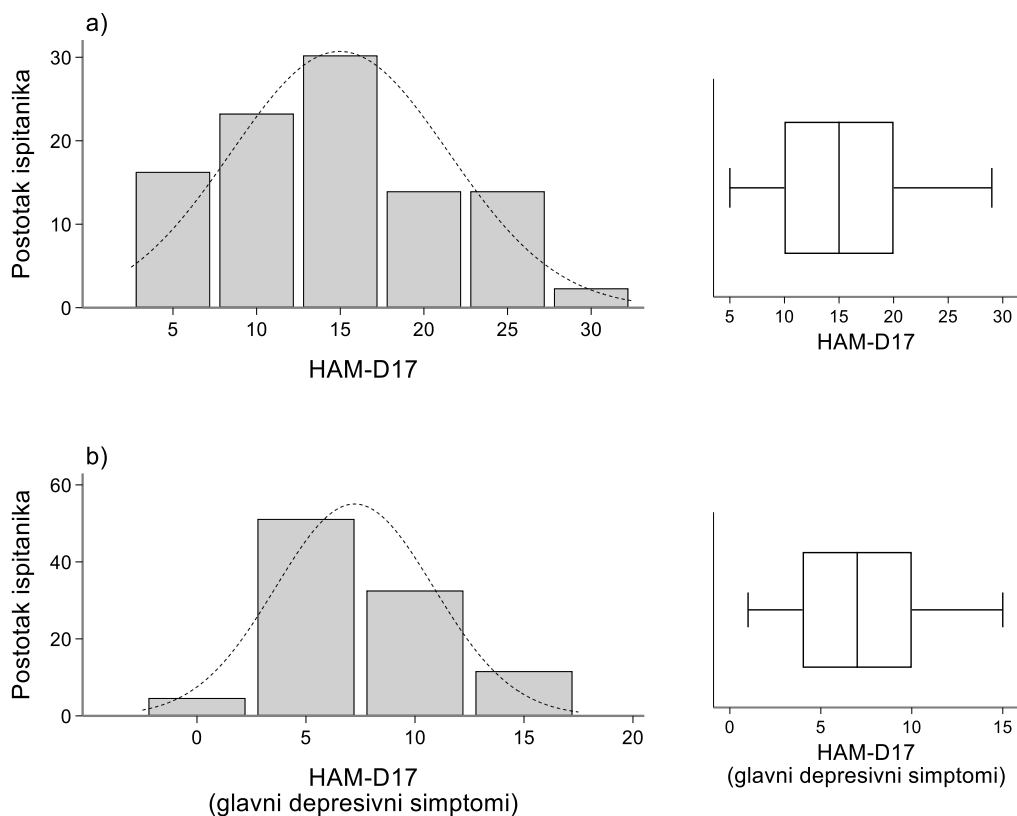 a)
Postotak ispitanika
30
20
10
0
5 10 15 20 25 30
HAM-D17
5 10 15 20 25 30
HAM-D17
b)
Postotak ispitanika
60
40
20
0
0 5 10 15 20
HAM-D17
(glavni depresivni simptomi)
0 5 10 15
HAM-D17
(glavni depresivni simptomi)